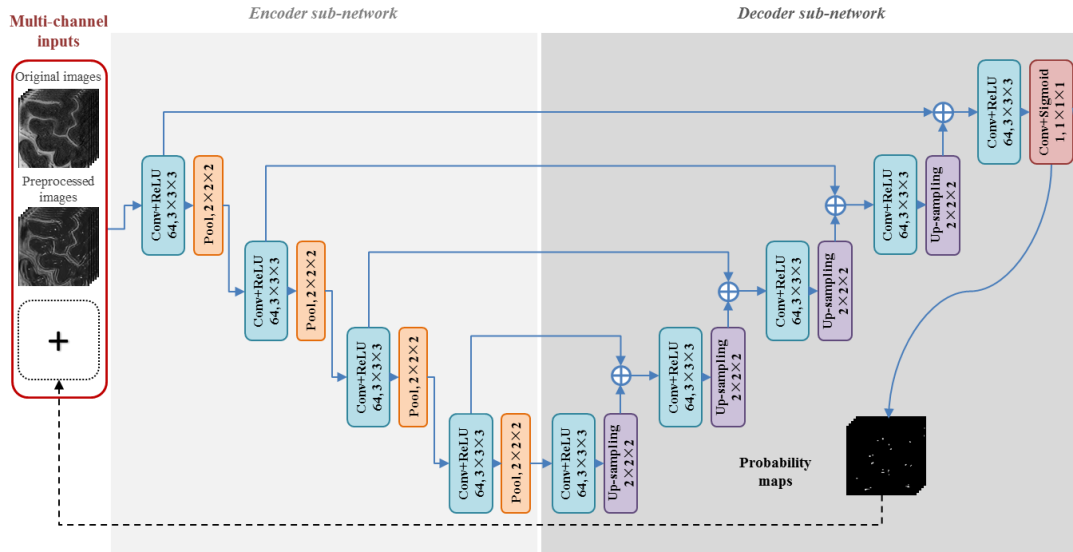 Encoder sub-network
Decoder sub-network
Multi-channel
inputs
Original images
Preprocessed
images
+
Conv+ReLU
64, 3×3×3
Pool, 2×2×2
Conv+ReLU
64, 3×3×3
Pool, 2×2×2
Conv+ReLU
64, 3×3×3
Pool, 2×2×2
Conv+ReLU
64, 3×3×3
Pool, 2×2×2
Conv+ReLU
64, 3×3×3
Up-sampling
2×2×2
Conv+ReLU
64, 3×3×3
Up-sampling
2×2×2
Conv+ReLU
64, 3×3×3
Up-sampling
2×2×2
Conv+ReLU
64, 3×3×3
Up-sampling
2×2×2
Conv+ReLU
64, 3×3×3
Conv+Sigmoid
1, 1×1×1
Probability
maps